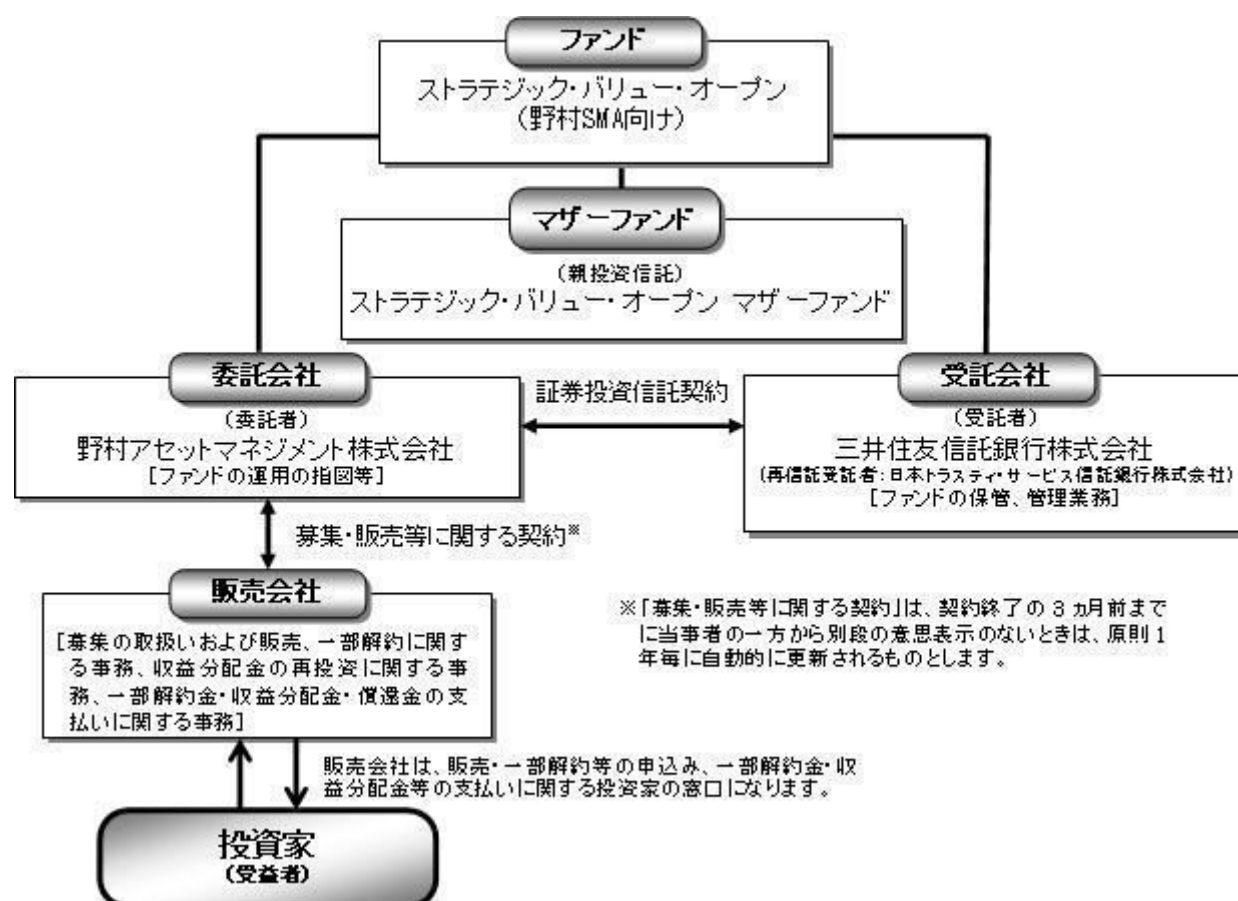 ファンド
ストラテジック・バリュー・オープン
（野村SMA向け）
マザーファンド
（親投資信託）
ストラテジック・バリュー・オープン マザーファンド
委託会社
（委託者）
野村アセットマネジメント株式会社
［ファンドの運用の指図等］
証券投資信託契約
受託会社
（受託者）
三井住友信託銀行株式会社
（再信託受託者：日本トラスティ・サービス信託銀行株式会社）
［ファンドの保管、管理業務］
募集・販売等に関する契約※
販売会社
［募集の取扱いおよび販売、一部解約に関す
る事務、収益分配金の再投資に関する事
務、一部解約金・収益分配金・償還金の支
払いに関する事務］
※「募集・販売等に関する契約」は、契約終了の３ヵ月前まで
に当事者の一方から別段の意思表示のないときは、原則１
年毎に自動的に更新されるものとします。
販売会社は、販売・一部解約等の申込み、一部解約金・収
益分配金等の支払いに関する投資家の窓口になります。
投資家
（受益者）